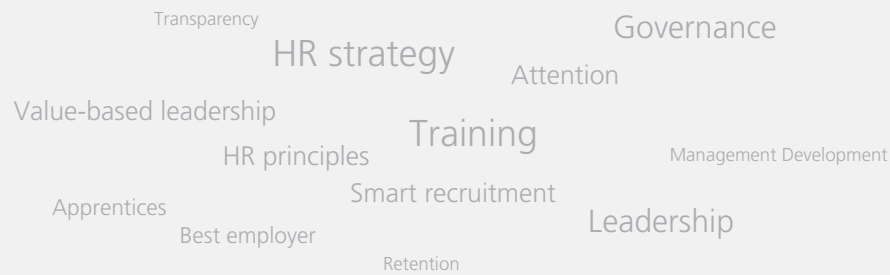 Transparency
Governance
HR strategy
Attention
Value-based leadership
Training
HR principles
Management Development
Smart recruitment
Apprentices
Leadership
Best employer
Retention